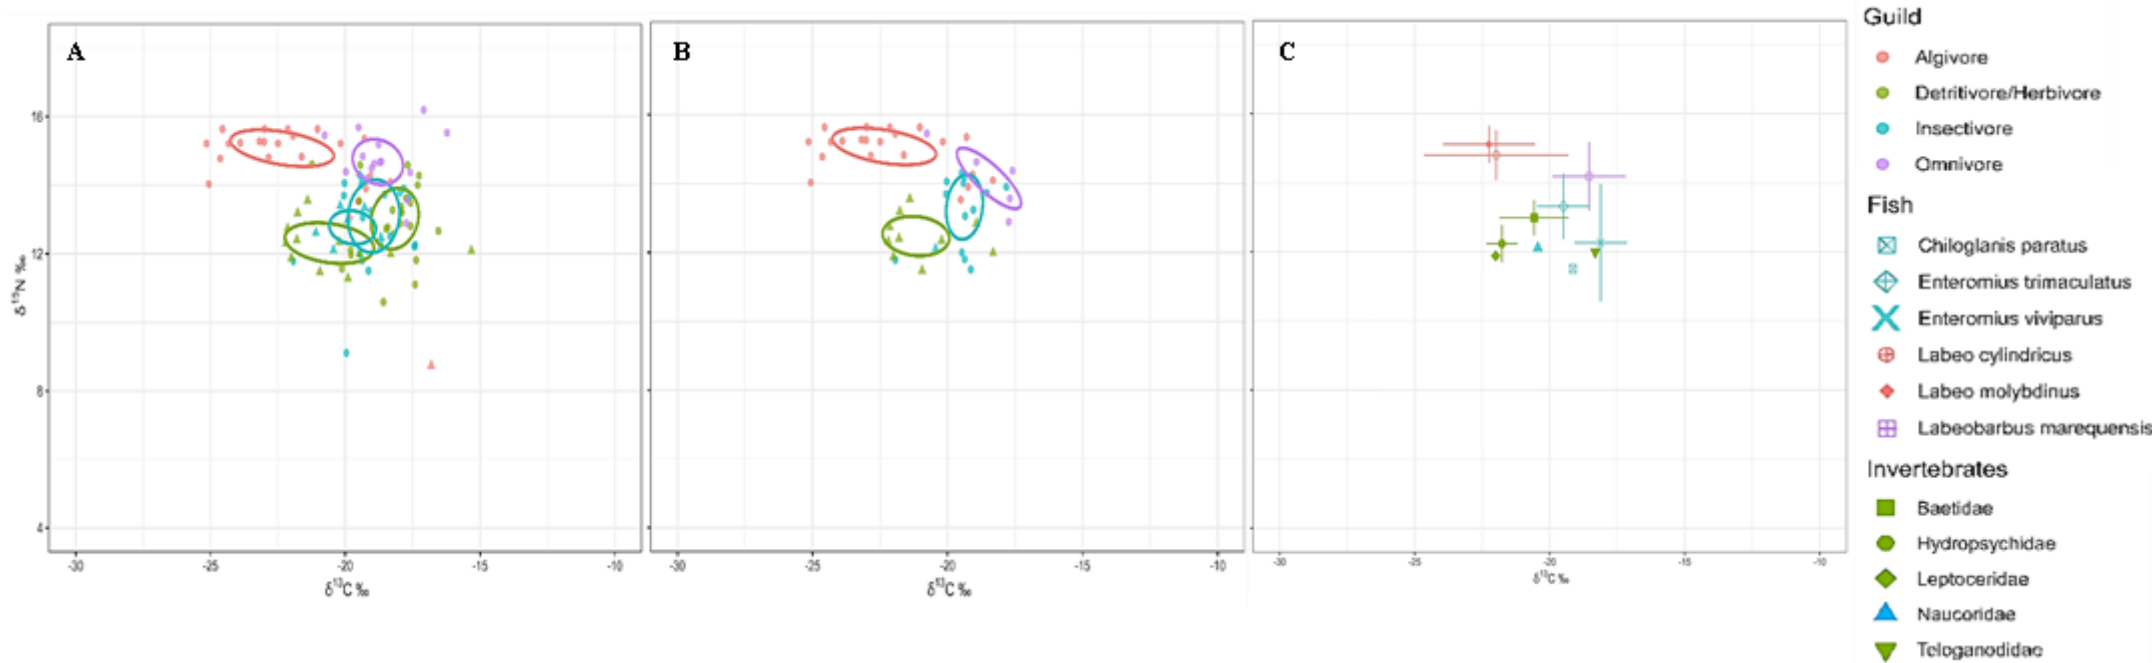 A
B
C
16
12
8
4
δ¹⁵N ‰
-30
-25
-20
-15
-10
δ¹³C ‰
-30
-25
-20
-15
-10
δ¹³C ‰
-30
-25
-20
-15
-10
δ¹³C ‰
Guild
Algivore
Detritivore/Herbivore
Insectivore
Omnivore
Fish
Chiloglanis paratus
Enteromius trimaculatus
Enteromius viviparus
Labeo cylindricus
Labeo molybdinus
Labeobarbus marequensis
Invertebrates
Baetidae
Hydropsychidae
Leptoceridae
Naucoridae
Teloganodidae